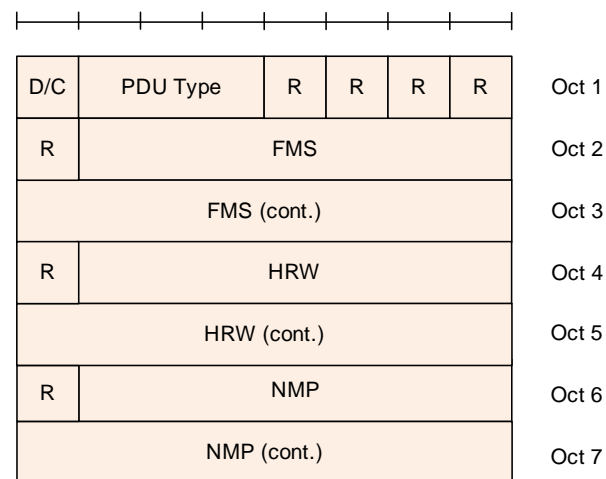 D/C PDU Type R R R R Oct 1
R FMS Oct 2
FMS (cont.) Oct 3
R HRW Oct 4
HRW (cont.) Oct 5
R NMP Oct 6
NMP (cont.) Oct 7